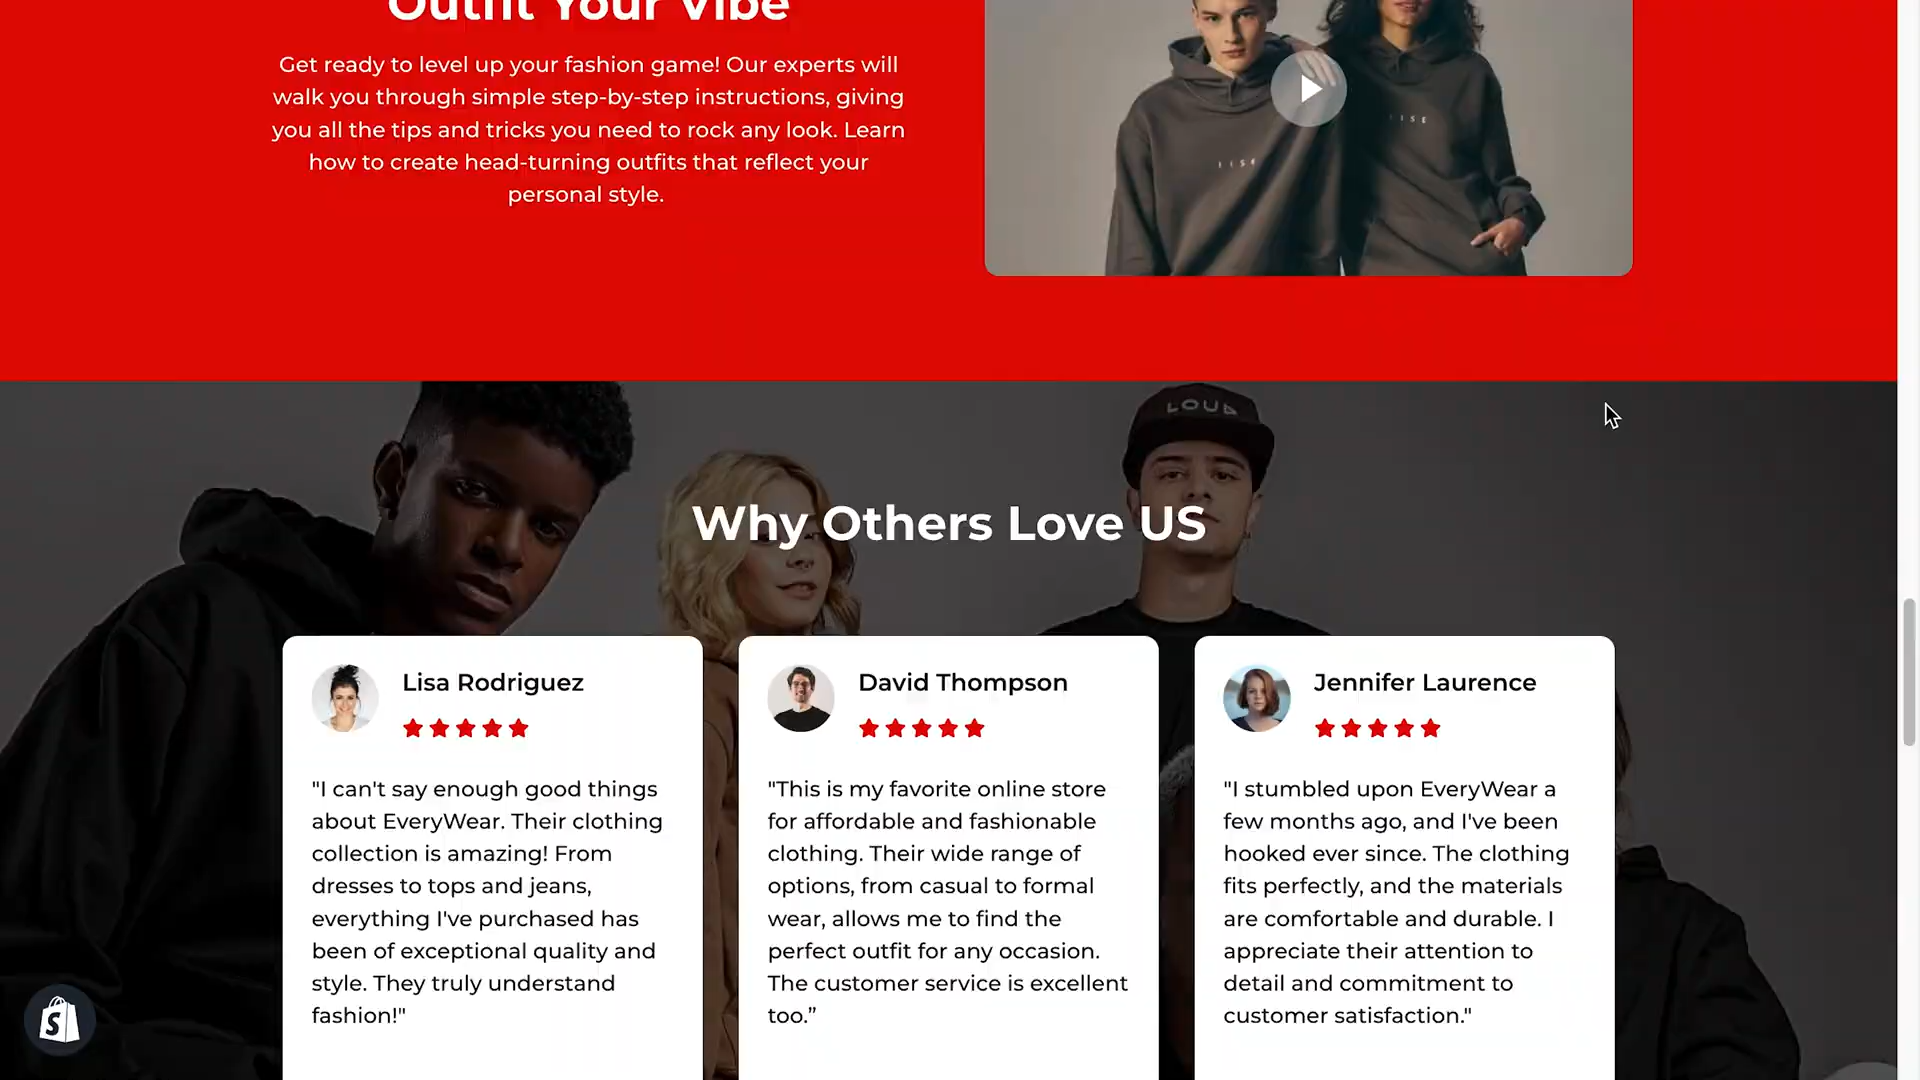 Outfit Your Vibe
Get ready to level up your fashion game! Our experts will
walk you through simple step-by-step instructions, giving
you all the tips and tricks you need to rock any look. Learn
how to create head-turning outfits that reflect your
personal style.
IISE
IISE
LOUD
Why Others Love US
Lisa Rodriguez
"I can't say enough good things
about EveryWear. Their clothing
collection is amazing! From
dresses to tops and jeans,
everything I've purchased has
been of exceptional quality and
style. They truly understand
fashion!"
David Thompson
"This is my favorite online store
for affordable and fashionable
clothing. Their wide range of
options, from casual to formal
wear, allows me to find the
perfect outfit for any occasion.
The customer service is excellent
too.”
Jennifer Laurence
"I stumbled upon EveryWear a
few months ago, and I've been
hooked ever since. The clothing
fits perfectly, and the materials
are comfortable and durable. I
appreciate their attention to
detail and commitment to
customer satisfaction."
S